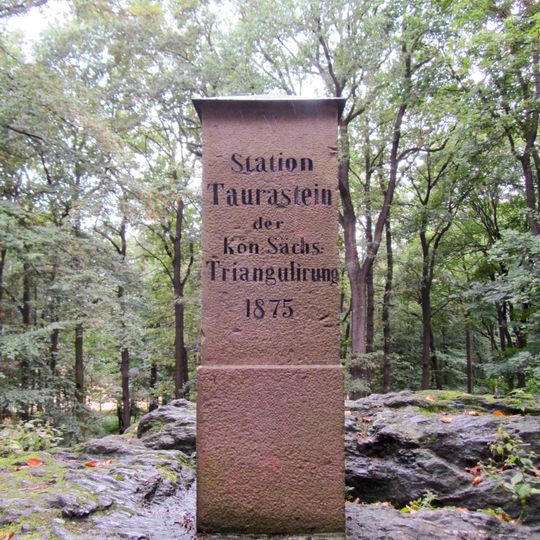 Station
Taurastein
der
Kön: Sächs:
Triangulirung
1875